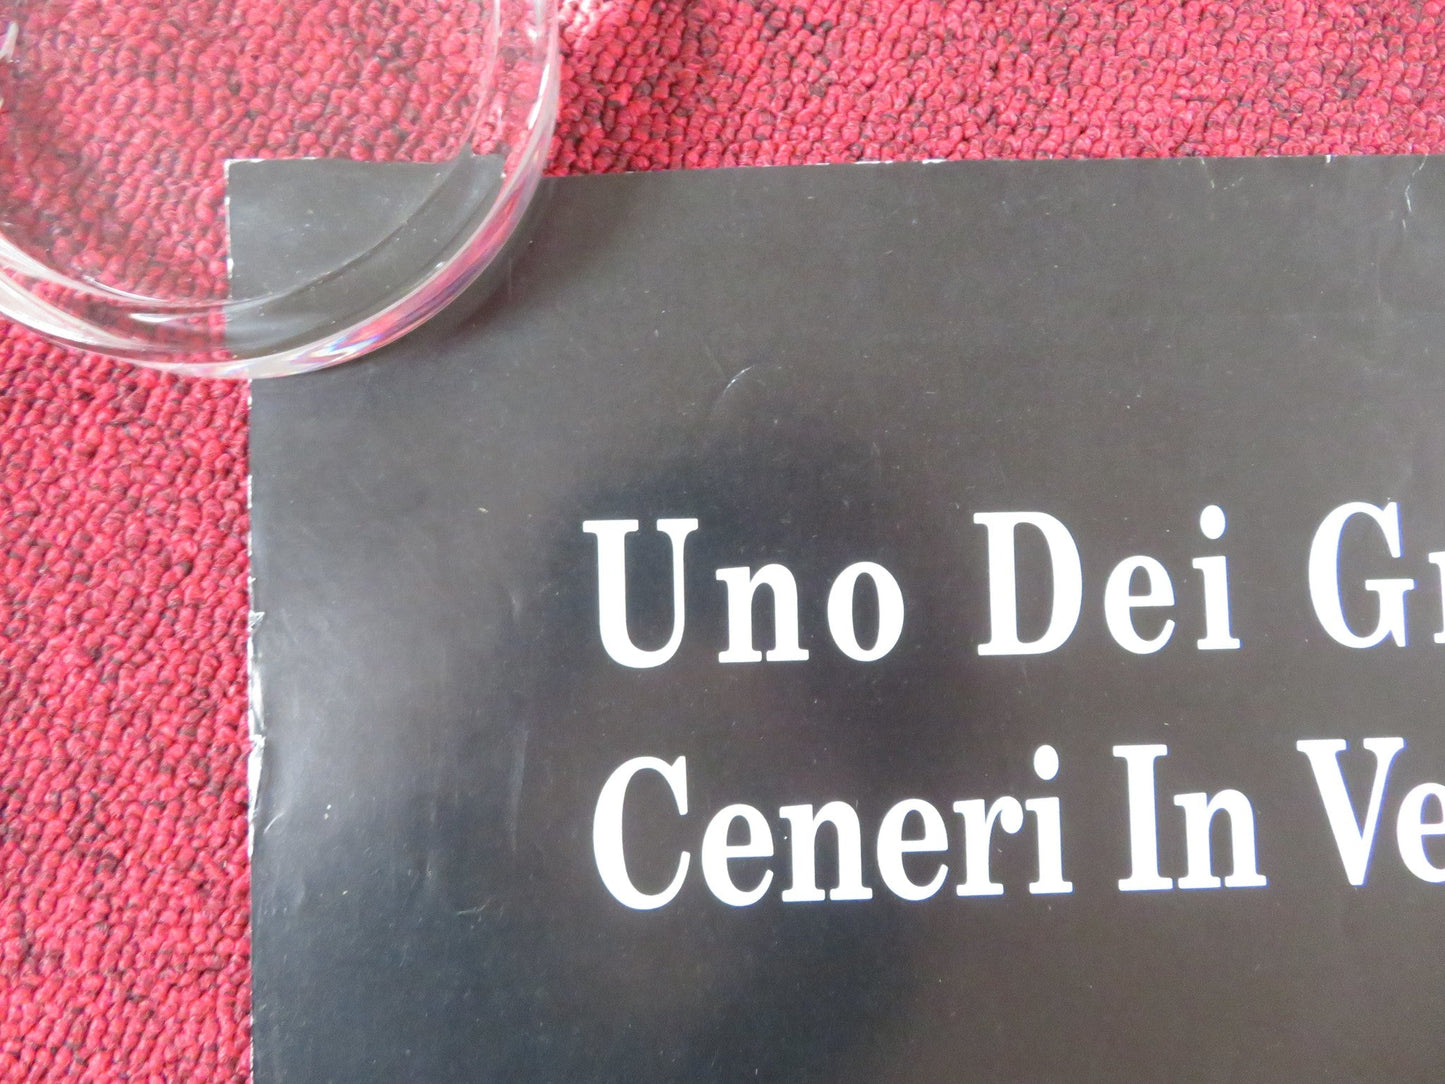 Uno Dei
Ceneri In